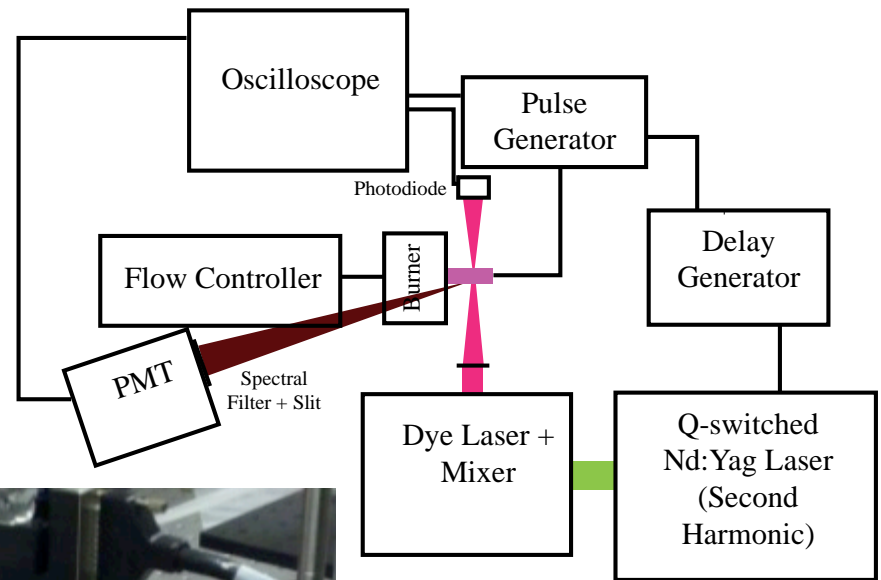 Oscilloscope
Pulse
Generator
Photodiode
Delay
Generator
Flow Controller
Burner
PMT
Spectral
Filter + Slit
Dye Laser +
Mixer
Q-switched
Nd:Yag Laser
(Second
Harmonic)